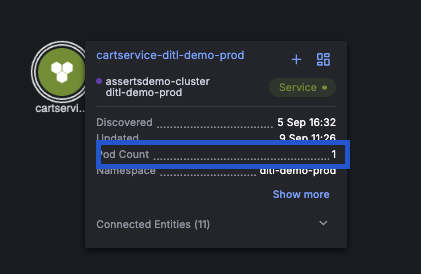 cartservice-ditl-demo-prod
assertsdemo-cluster
ditl-demo-prod
Service
cartservi...
Discovered 5 Sep 16:32
Updated 9 Sep 11:26
Pod Count 1
Namespace ditl-demo-prod
Show more
Connected Entities (11)